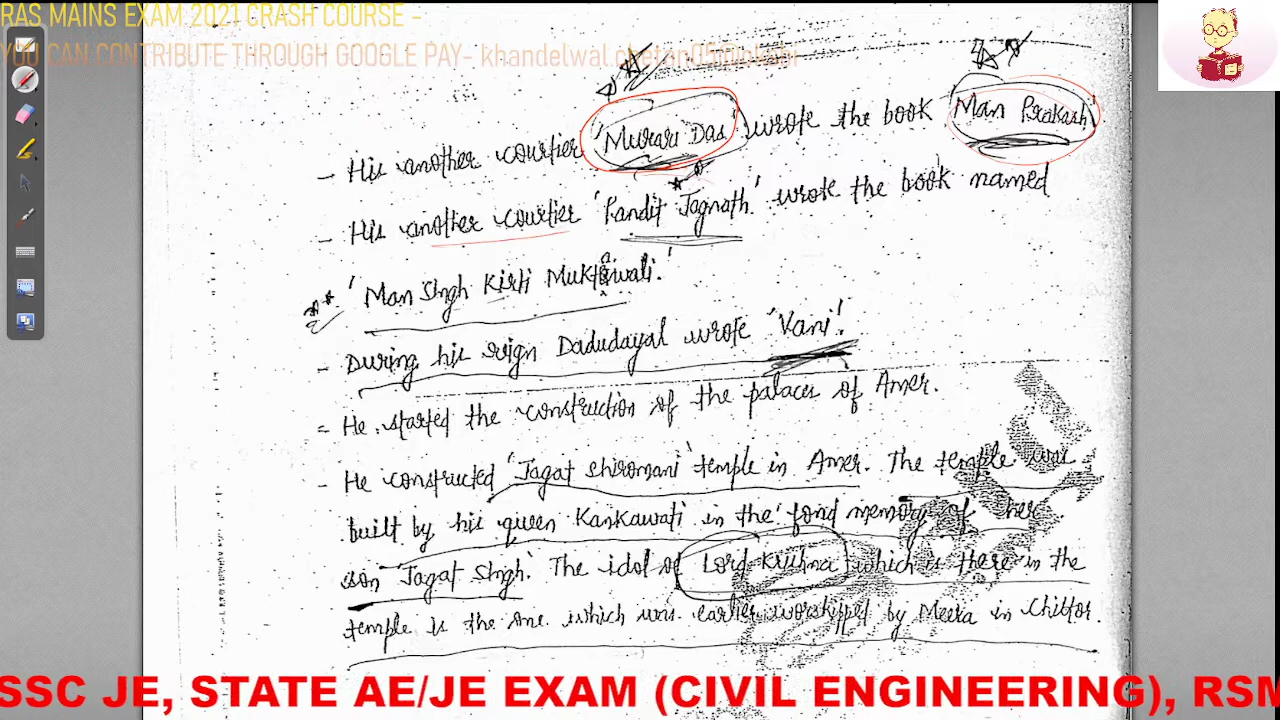 RAS MAINS EXAM 2021 CRASH COURSE -
YOU CAN CONTRIBUTE THROUGH GOOGLE PAY- khandelwal.
- His another courtier 'Murari Das' wrote the book 'Man Prakash'
- His another courtier 'Pandit Jagnath' wrote the book named
'Man Singh Kirti Muktawali.'
- During his reign Dadudayal wrote 'Vani'.
- He started the construction of the palaces of Amer.
- He constructed 'Jagat Shiromani' temple in Amer. The temple was
built by his queen Kankawati in the fond memory of her
son Jagat Singh. The idol of Lord Krishna which is there in the
temple is the one which was earlier worshipped by Meera in Chittor.
SSC JE, STATE AE/JE EXAM (CIVIL ENGINEERING), RSM